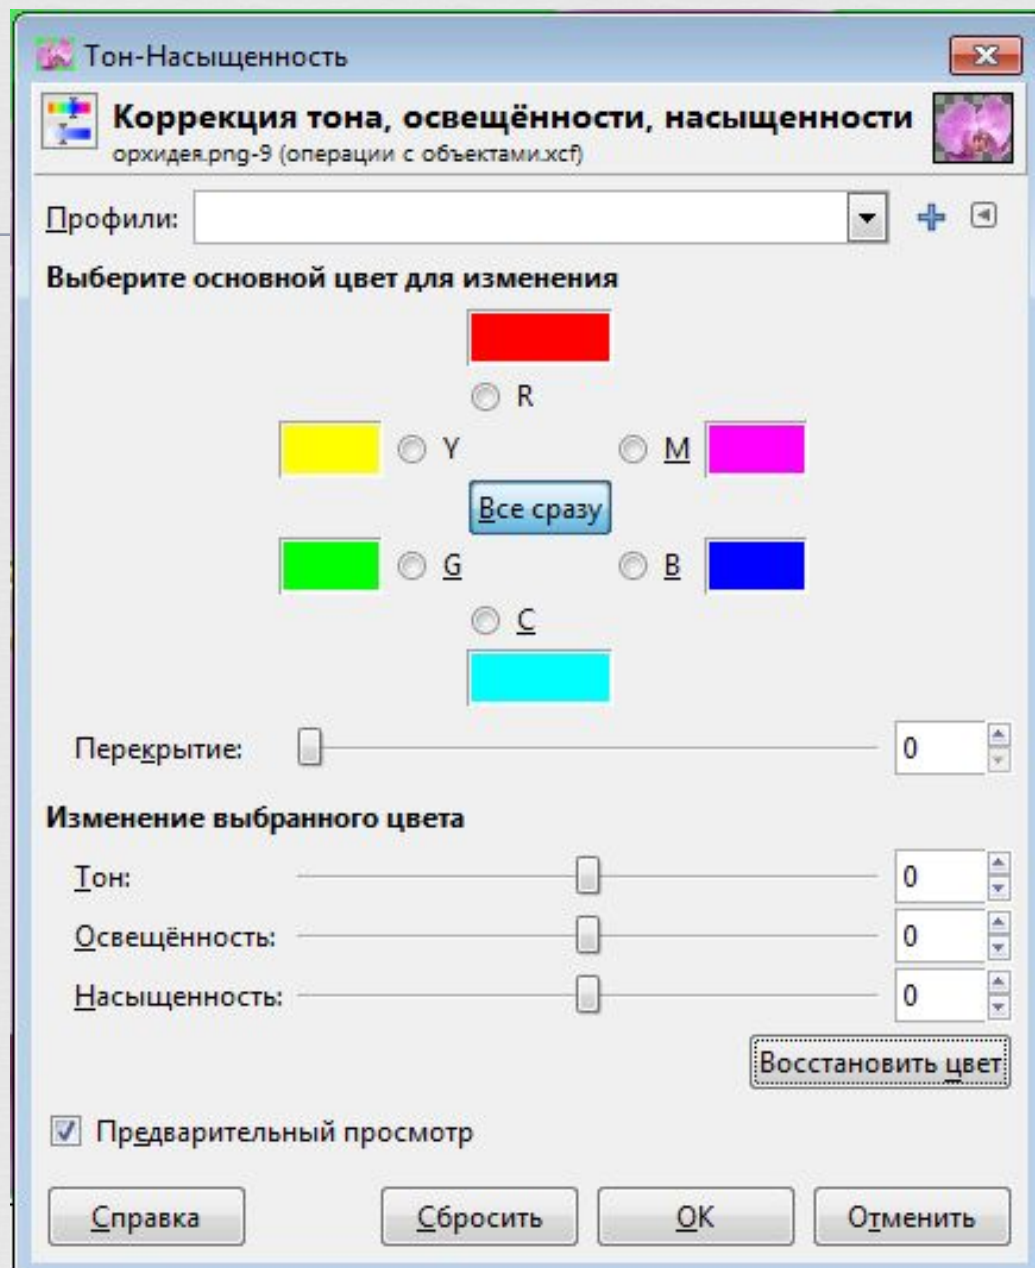 Тон-Насыщенность
Коррекция тона, освещённости, насыщенности
орхидея.png-9 (операции с объектами.xcf)
Профили:
Выберите основной цвет для изменения
R
Y
M
Все сразу
G
B
C
Перекрытие: 0
Изменение выбранного цвета
Тон: 0
Освещённость: 0
Насыщенность: 0
Восстановить цвет
Предварительный просмотр
Справка Сбросить OK Отменить